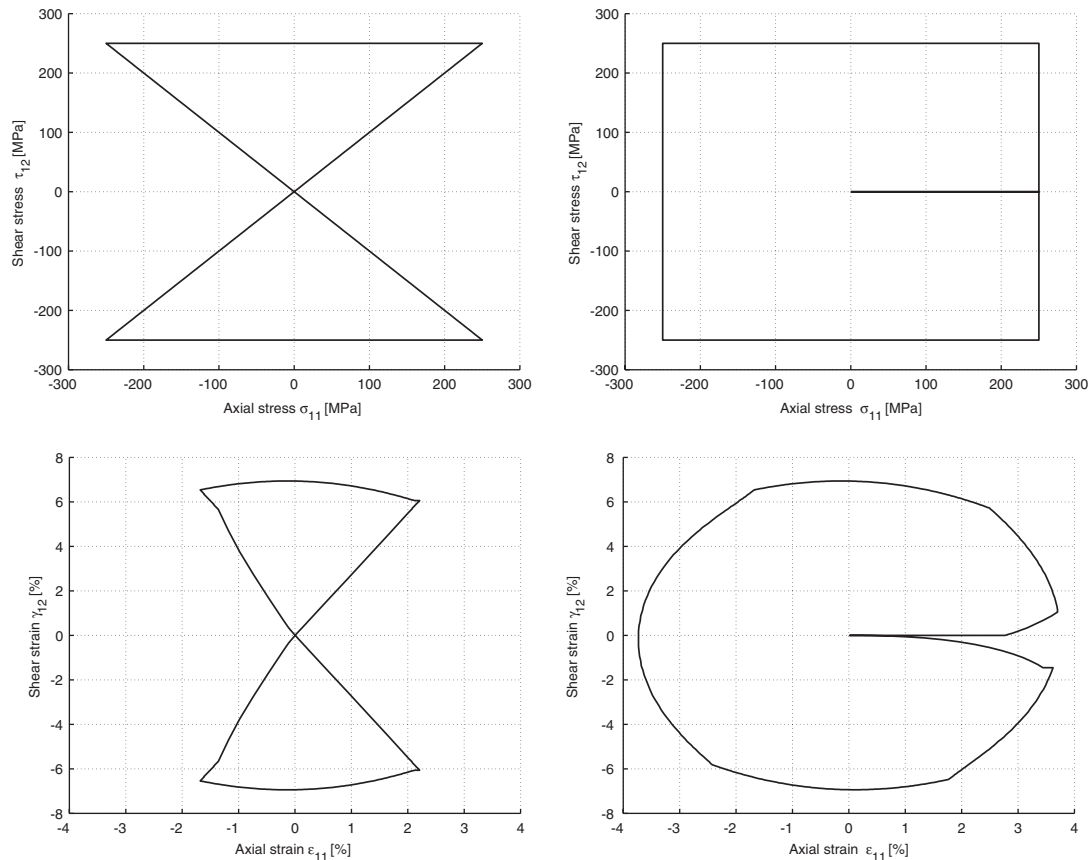 300
200
100
0
-100
-200
-300
-300 -200 -100 0 100 200 300
Shear stress τ12 [MPa]
Axial stress σ11 [MPa]
300
200
100
0
-100
-200
-300
-300 -200 -100 0 100 200 300
Shear stress τ12 [MPa]
Axial stress σ11 [MPa]
8
6
4
2
0
-2
-4
-6
-8
-4 -3 -2 -1 0 1 2 3 4
Shear strain γ12 [%]
Axial strain ε11 [%]
8
6
4
2
0
-2
-4
-6
-8
-4 -3 -2 -1 0 1 2 3 4
Shear strain γ12 [%]
Axial strain ε11 [%]